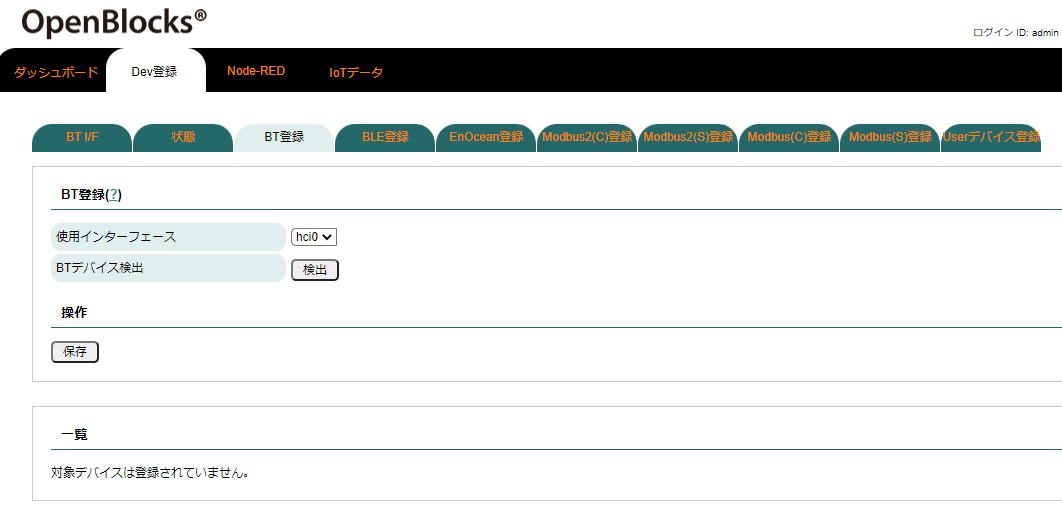 OpenBlocks®
ログイン ID: admin
ダッシュボード Dev登録 Node-RED IoTデータ
BT I/F 状態 BT登録 BLE登録 EnOcean登録 Modbus2(C)登録 Modbus2(S)登録 Modbus(C)登録 Modbus(S)登録 Userデバイス登録
BT登録(?)
使用インターフェース hci0
BTデバイス検出 検出
操作
保存
一覧
対象デバイスは登録されていません。